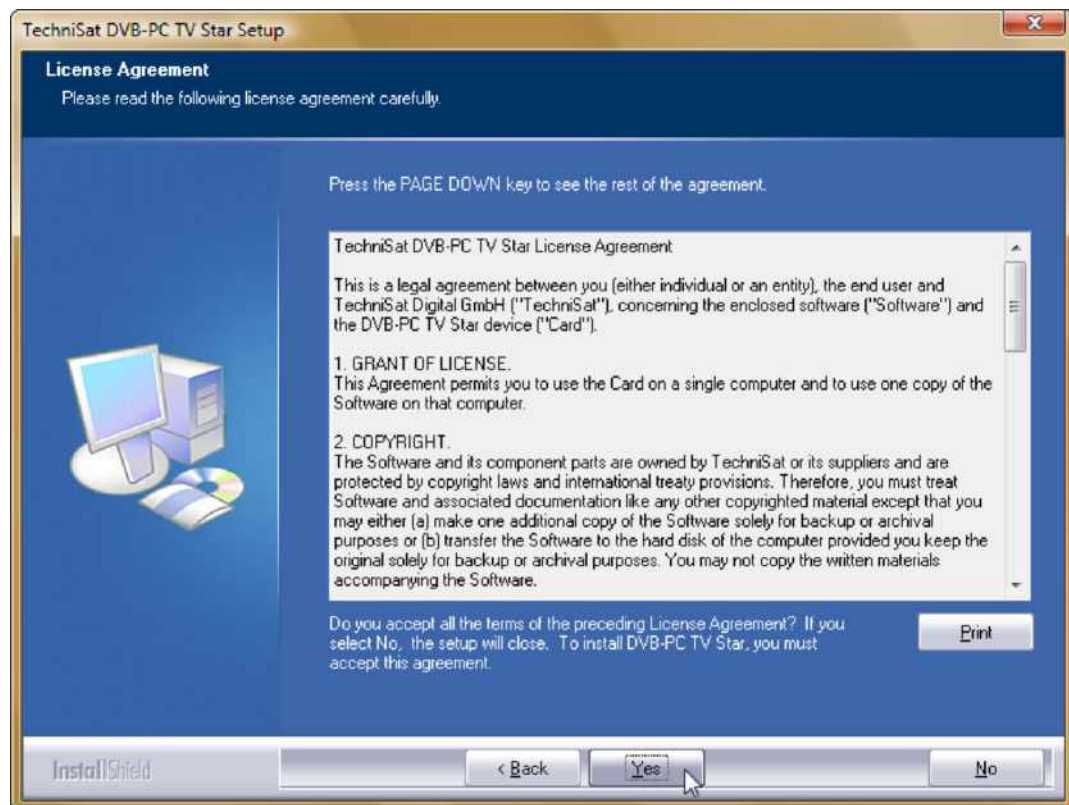 TechniSat DVB-PC TV Star Setup
License Agreement
Please read the following license agreement carefully.
Press the PAGE DOWN key to see the rest of the agreement.
TechniSat DVB-PC TV Star License Agreement
This is a legal agreement between you (either individual or an entity), the end user and
TechniSat Digital GmbH ("TechniSat"), concerning the enclosed software ("Software") and
the DVB-PC TV Star device ("Card").
1. GRANT OF LICENSE.
This Agreement permits you to use the Card on a single computer and to use one copy of the
Software on that computer.
2. COPYRIGHT.
The Software and its component parts are owned by TechniSat or its suppliers and are
protected by copyright laws and international treaty provisions. Therefore, you must treat
Software and associated documentation like any other copyrighted material except that you
may either (a) make one additional copy of the Software solely for backup or archival
purposes or (b) transfer the Software to the hard disk of the computer provided you keep the
original solely for backup or archival purposes. You may not copy the written materials
accompanying the Software.
Do you accept all the terms of the preceding License Agreement? If you
select No, the setup will close. To install DVB-PC TV Star, you must
accept this agreement.
Print
InstallShield
< Back
Yes
No